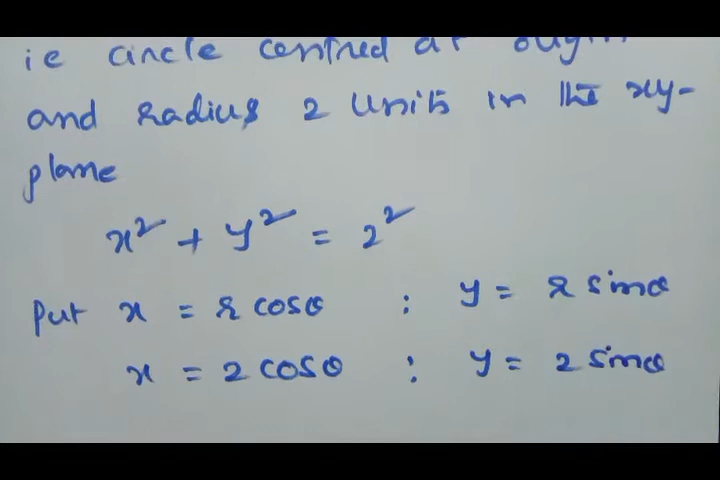 ie circle centred at origin
and radius 2 units in the xy-
plane
x² + y² = 2²
Put x = r cosθ : y = r sinθ
x = 2 cosθ : y = 2 sinθ